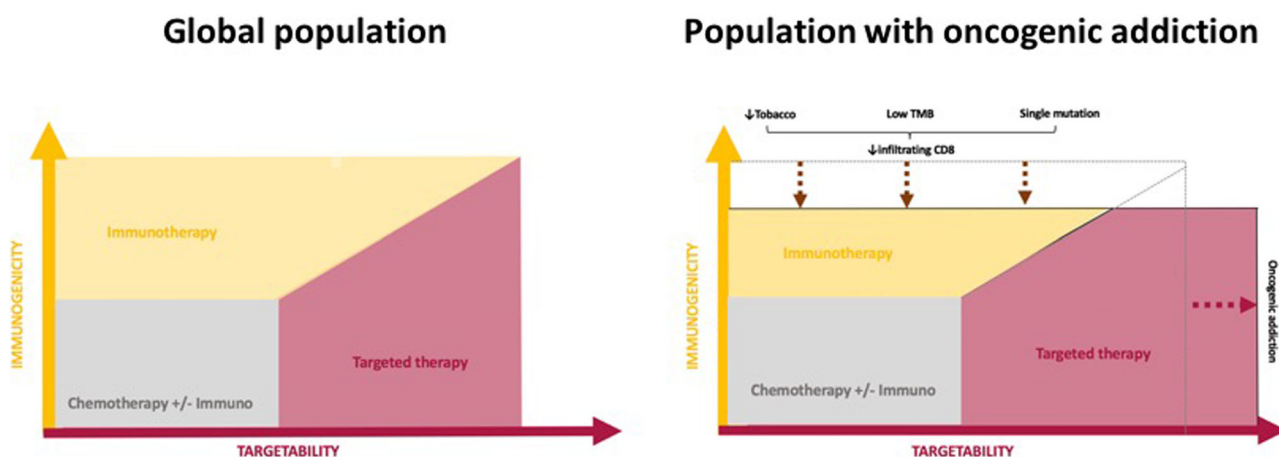 Global population
IMMUNOGENICITY
Immunotherapy
Targeted therapy
Chemotherapy +/- Immuno
TARGETABILITY
Population with oncogenic addiction
↓Tobacco
Low TMB
Single mutation
↓infiltrating CD8
IMMUNOGENICITY
Immunotherapy
Targeted therapy
Chemotherapy +/- Immuno
Oncogenic addiction
TARGETABILITY